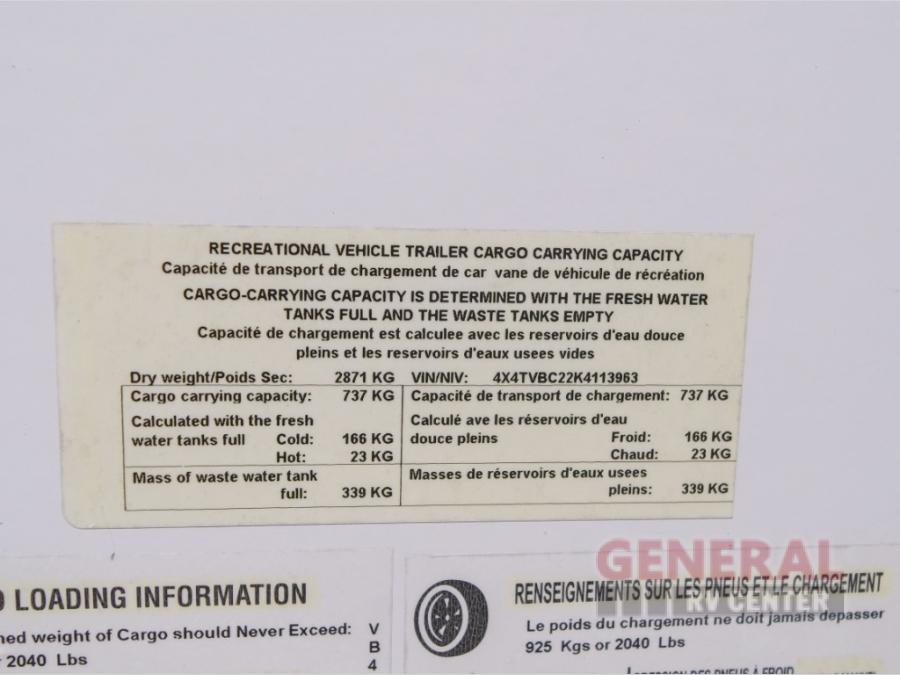 RECREATIONAL VEHICLE TRAILER CARGO CARRYING CAPACITY
Capacité de transport de chargement de car vane de véhicule de récréation
CARGO-CARRYING CAPACITY IS DETERMINED WITH THE FRESH WATER
TANKS FULL AND THE WASTE TANKS EMPTY
Capacité de chargement est calculee avec les reservoirs d'eau douce
pleins et les reservoirs d'eaux usees vides
Dry weight/Poids Sec: 2871 KG VIN/NIV: 4X4TVBC22K4113963
Cargo carrying capacity: 737 KG
Calculated with the fresh
water tanks full Cold: 166 KG
Hot: 23 KG
Mass of waste water tank
full: 339 KG
Capacité de transport de chargement: 737 KG
Calculé ave les réservoirs d'eau
douce pleins Froid: 166 KG
Chaud: 23 KG
Masses de réservoirs d'eaux usees
pleins: 339 KG
LOADING INFORMATION
weight of Cargo should Never Exceed: V
B
2040 Lbs
4
RENSEIGNEMENTS SUR LES PNEUS ET LE CHARGEMENT
Le poids du chargement ne doit jamais depasser
925 Kgs or 2040 Lbs
GENERAL
RV CENTER